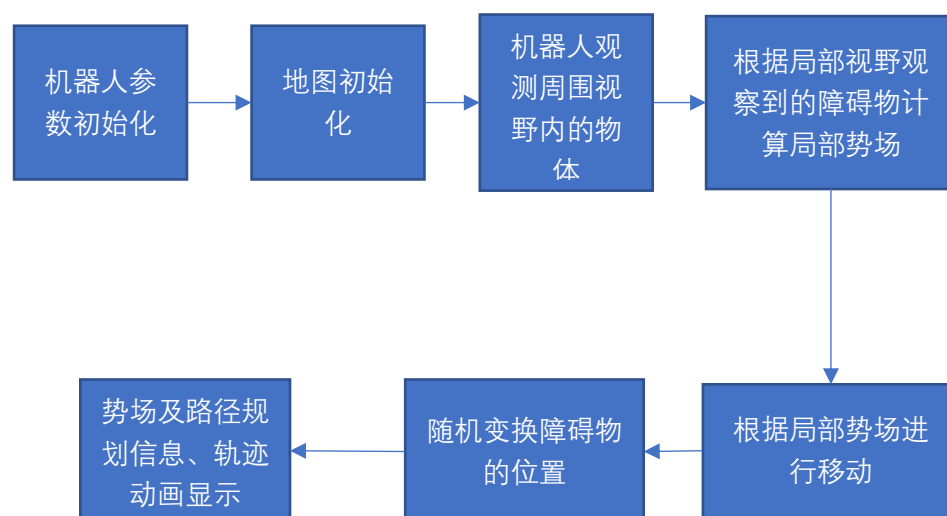 机器人参
数初始化
地图初始
化
机器人观
测周围视
野内的物
体
根据局部视野观
察到的障碍物计
算局部势场
根据局部势场进
行移动
随机变换障碍物
的位置
势场及路径规
划信息、轨迹
动画显示